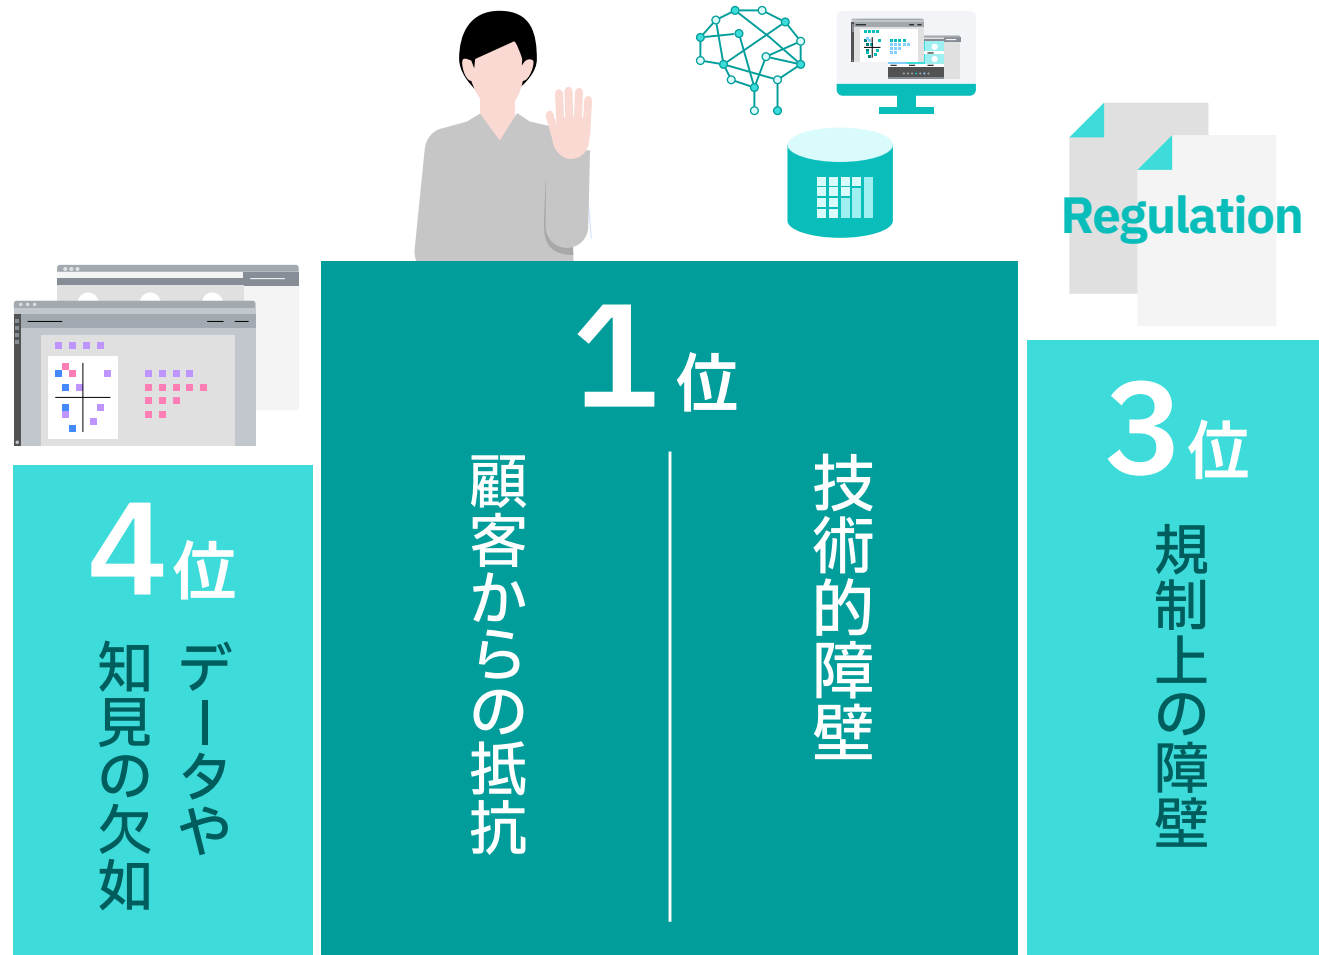 Regulation
1位
顧客からの抵抗
技術的障壁
3位
規制上の障壁
4位
データや
知見の欠如